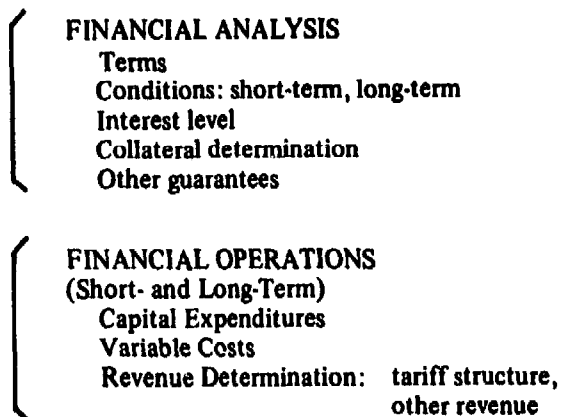 FINANCIAL ANALYSIS
Terms
Conditions: short-term, long-term
Interest level
Collateral determination
Other guarantees
FINANCIAL OPERATIONS
(Short- and Long-Term)
Capital Expenditures
Variable Costs
Revenue Determination: tariff structure,
other revenue